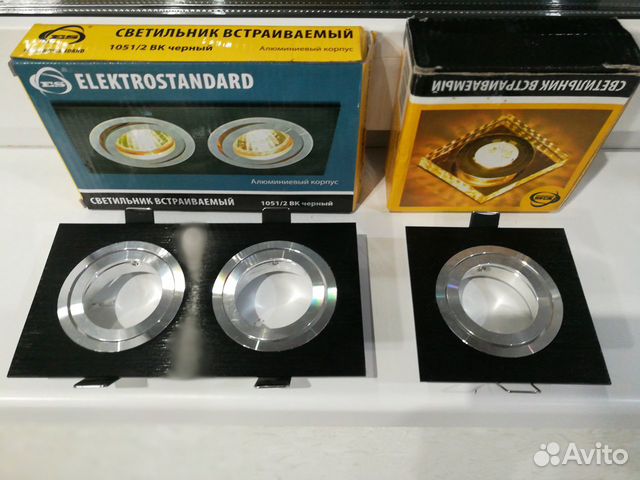 СВЕТИЛЬНИК ВСТРАИВАЕМЫЙ
1051/2 BK черный
Алюминиевый корпус
ES
ELEKTROSTANDARD
Алюминиевый корпус
СВЕТИЛЬНИК ВСТРАИВАЕМЫЙ
1051/2 BK черный
СВЕТИЛЬНИК ВСТРАИВАЕМЫЙ
Avito